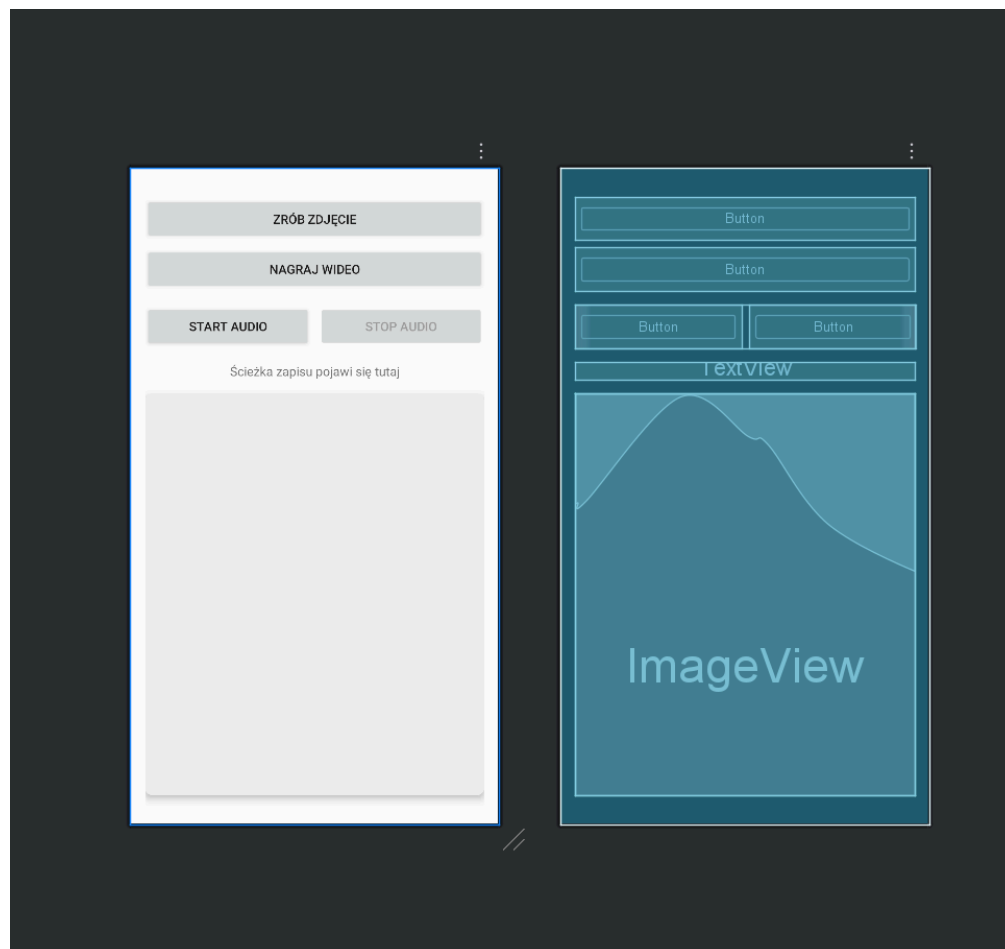 ZRÓB ZDJĘCIE
NAGRAJ WIDEO
START AUDIO
STOP AUDIO
Ścieżka zapisu pojawi się tutaj
Button
Button
Button
Button
TextView
ImageView